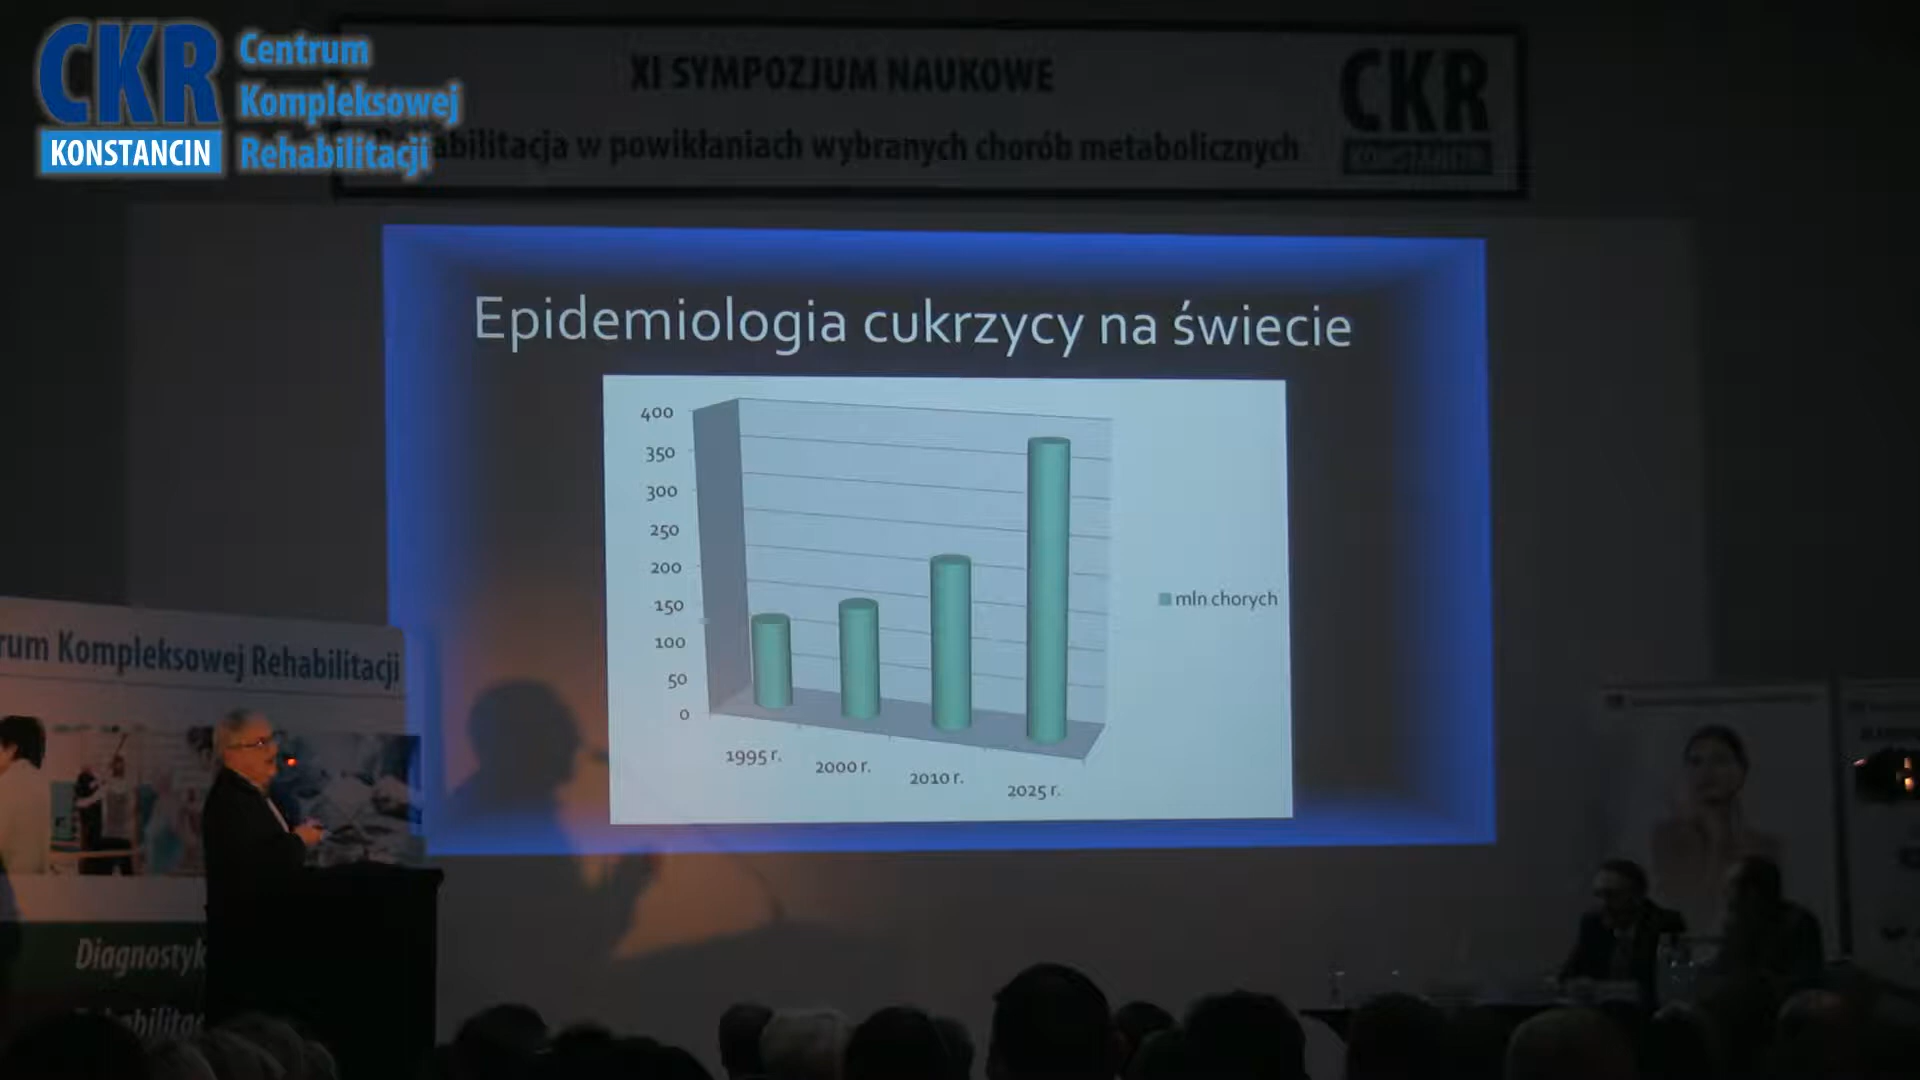 CKR
KONSTANCIN
Centrum
Kompleksowej
Rehabilitacji
XI SYMPOZJUM NAUKOWE
abilitacja w powikłaniach wybranych chorób metabolicznych
CKR
KONSTANCIN
Epidemiologia cukrzycy na świecie
400
350
300
250
200
150
100
50
0
1995 r.
2000 r.
2010 r.
2025 r.
mln chorych
rum Kompleksowej Rehabilitacji
Diagnostyk